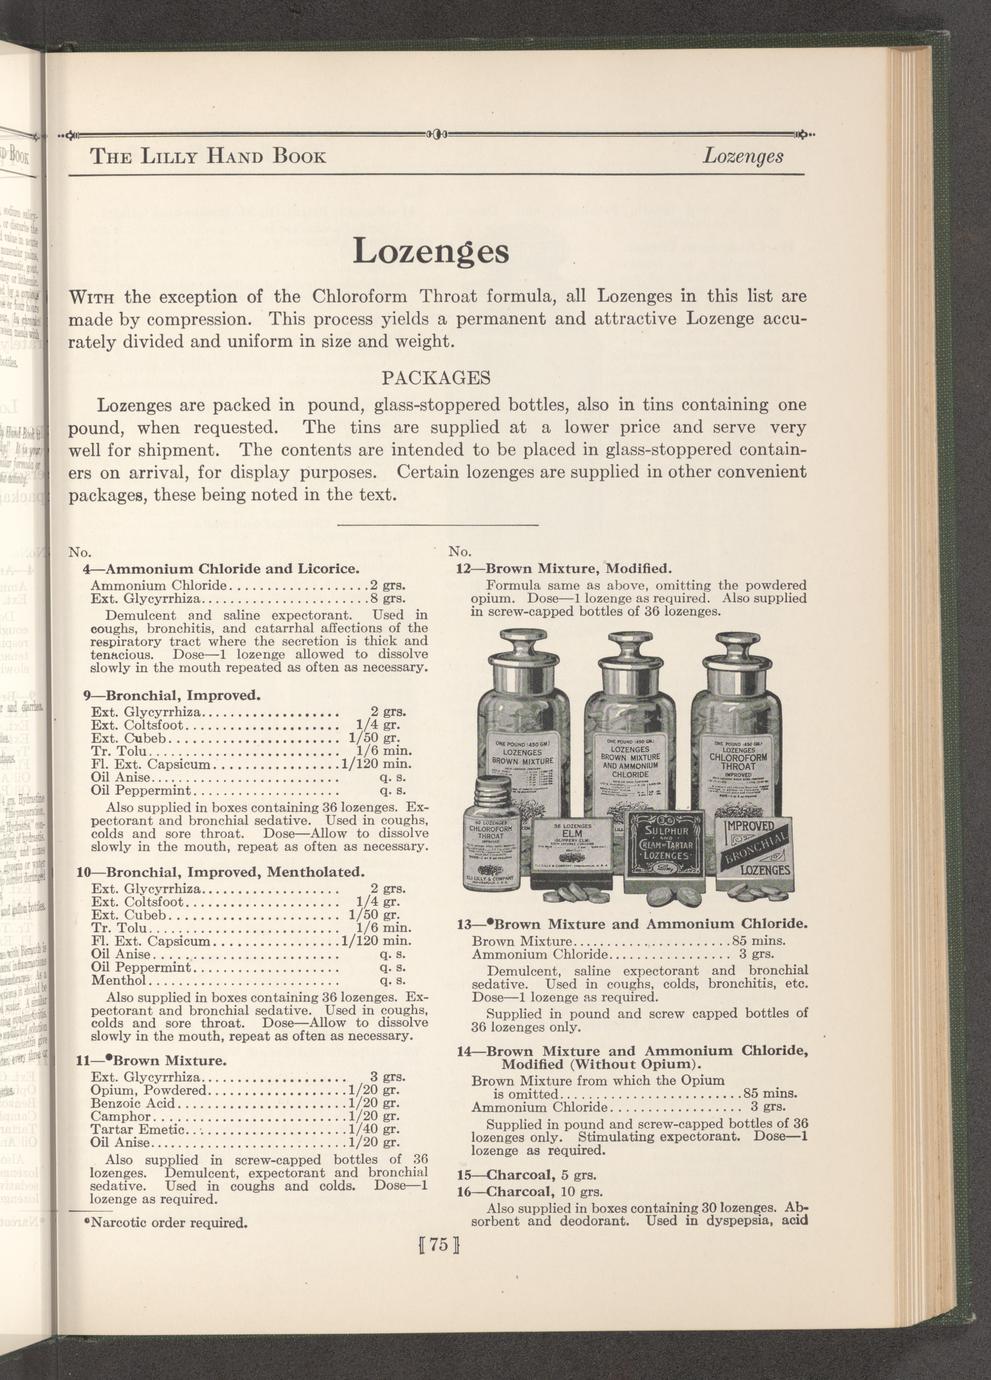 THE LILLY HAND BOOK
Lozenges
Lozenges
WITH the exception of the Chloroform Throat formula, all Lozenges in this list are
made by compression. This process yields a permanent and attractive Lozenge accu-
rately divided and uniform in size and weight.
PACKAGES
Lozenges are packed in pound, glass-stoppered bottles, also in tins containing one
pound, when requested. The tins are supplied at a lower price and serve very
well for shipment. The contents are intended to be placed in glass-stoppered contain-
ers on arrival, for display purposes. Certain lozenges are supplied in other convenient
packages, these being noted in the text.
No.
4—Ammonium Chloride and Licorice.
Ammonium Chloride...................2 grs.
Ext. Glycyrrhiza.......................8 grs.
Demulcent and saline expectorant. Used in
coughs, bronchitis, and catarrhal affections of the
respiratory tract where the secretion is thick and
tenacious. Dose—1 lozenge allowed to dissolve
slowly in the mouth repeated as often as necessary.
9—Bronchial, Improved.
Ext. Glycyrrhiza................... 2 grs.
Ext. Coltsfoot...................... 1/4 gr.
Ext. Cubeb........................ 1/50 gr.
Tr. Tolu........................... 1/6 min.
Fl. Ext. Capsicum..................1/120 min.
Oil Anise.......................... q. s.
Oil Peppermint..................... q. s.
Also supplied in boxes containing 36 lozenges. Ex-
pectorant and bronchial sedative. Used in coughs,
colds and sore throat. Dose—Allow to dissolve
slowly in the mouth, repeat as often as necessary.
10—Bronchial, Improved, Mentholated.
Ext. Glycyrrhiza................... 2 grs.
Ext. Coltsfoot...................... 1/4 gr.
Ext. Cubeb........................ 1/50 gr.
Tr. Tolu........................... 1/6 min.
Fl. Ext. Capsicum..................1/120 min.
Oil Anise.......................... q. s.
Oil Peppermint..................... q. s.
Menthol........................... q. s.
Also supplied in boxes containing 36 lozenges. Ex-
pectorant and bronchial sedative. Used in coughs,
colds and sore throat. Dose—Allow to dissolve
slowly in the mouth, repeat as often as necessary.
11—*Brown Mixture.
Ext. Glycyrrhiza.................... 3 grs.
Opium, Powdered...................1/20 gr.
Benzoic Acid.......................1/20 gr.
Camphor...........................1/20 gr.
Tartar Emetic......................1/40 gr.
Oil Anise...........................1/20 gr.
Also supplied in screw-capped bottles of 36
lozenges. Demulcent, expectorant and bronchial
sedative. Used in coughs and colds. Dose—1
lozenge as required.
*Narcotic order required.
No.
12—Brown Mixture, Modified.
Formula same as above, omitting the powdered
opium. Dose—1 lozenge as required. Also supplied
in screw-capped bottles of 36 lozenges.
ONE POUND (450 GM.)
LOZENGES
BROWN MIXTURE
ONE POUND (450 GM.)
LOZENGES
BROWN MIXTURE
AND AMMONIUM
CHLORIDE
ONE POUND (450 GM.)
LOZENGES
CHLOROFORM
THROAT
IMPROVED
LOZENGES
CHLOROFORM
THROAT
IMPROVED
ELI LILLY & COMPANY
36 LOZENGES
ELM
(SLIPPERY ELM)
SULPHUR
AND
CREAM of TARTAR
LOZENGES
Lilly
IMPROVED
BRONCHIAL
LOZENGES
13—*Brown Mixture and Ammonium Chloride.
Brown Mixture......................85 mins.
Ammonium Chloride................. 3 grs.
Demulcent, saline expectorant and bronchial
sedative. Used in coughs, colds, bronchitis, etc.
Dose—1 lozenge as required.
Supplied in pound and screw capped bottles of
36 lozenges only.
14—Brown Mixture and Ammonium Chloride,
Modified (Without Opium).
Brown Mixture from which the Opium
is omitted.........................85 mins.
Ammonium Chloride.................. 3 grs.
Supplied in pound and screw-capped bottles of 36
lozenges only. Stimulating expectorant. Dose—1
lozenge as required.
15—Charcoal, 5 grs.
16—Charcoal, 10 grs.
Also supplied in boxes containing 30 lozenges. Ab-
sorbent and deodorant. Used in dyspepsia, acid
[75]